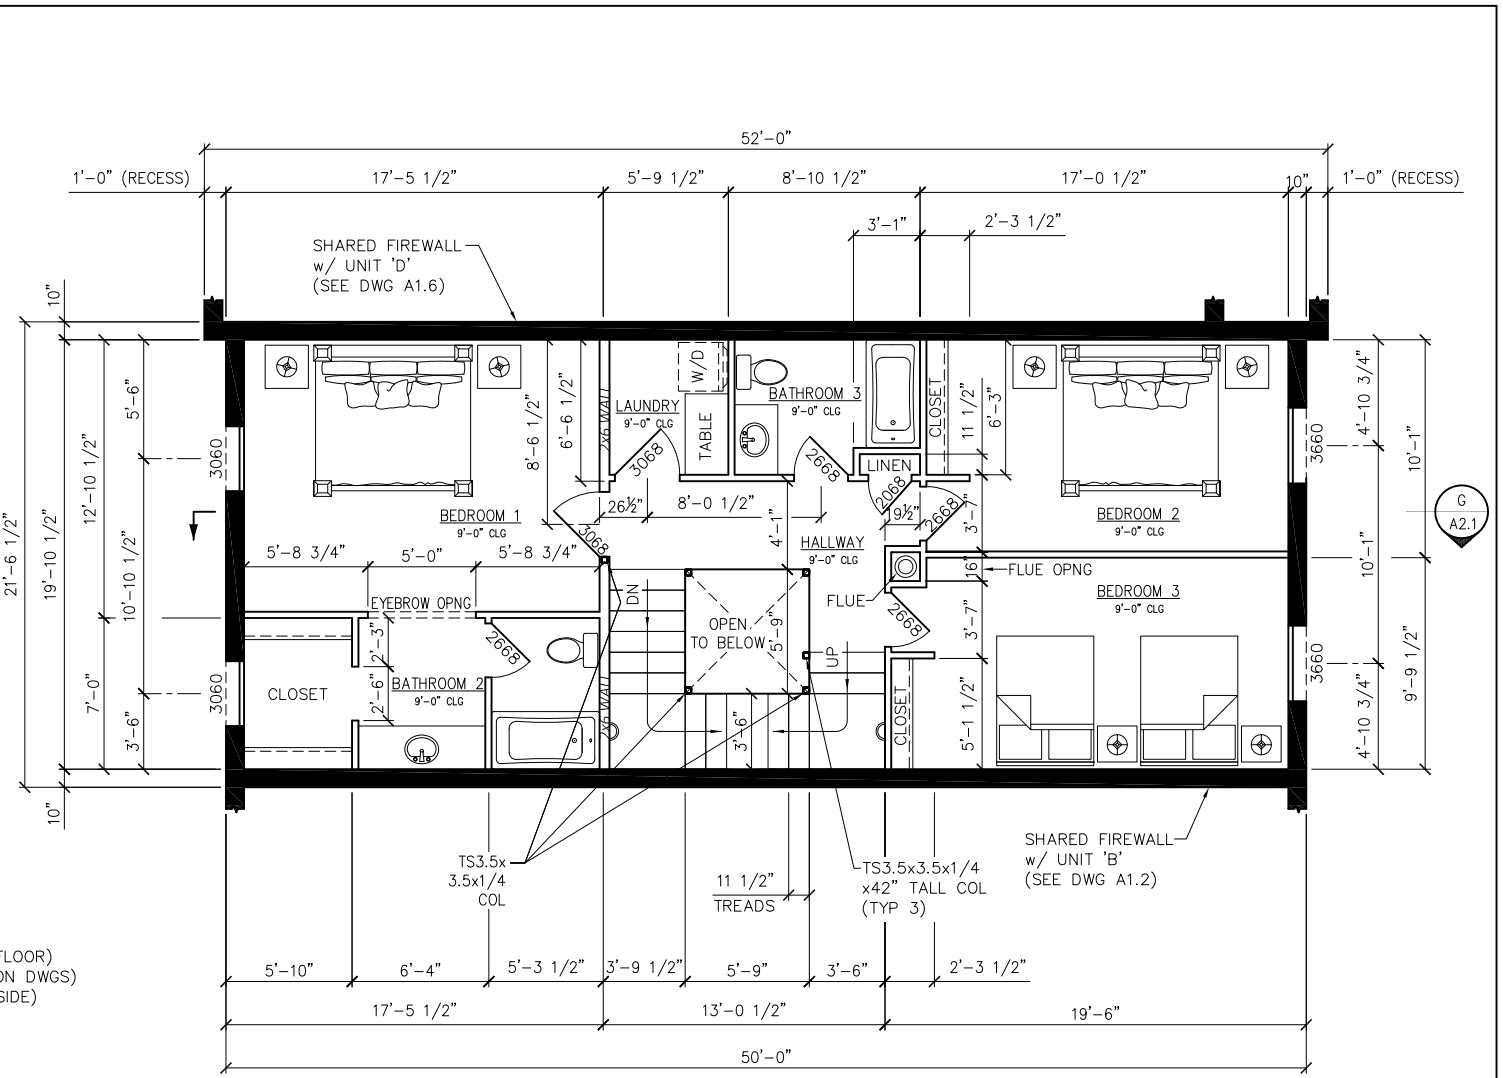 52'-0"
1'-0" (RECESS)
17'-5 1/2"
5'-9 1/2"
8'-10 1/2"
17'-0 1/2"
10"
1'-0" (RECESS)
3'-1"
2'-3 1/2"
SHARED FIREWALL
w/ UNIT 'D'
(SEE DWG A1.6)
10"
21'-6 1/2"
19'-10 1/2"
12'-10 1/2"
7'-0"
5'-6"
10'-10 1/2"
3'-6"
10"
3060
3060
BEDROOM 1
9'-0" CLG
8'-6 1/2"
6'-6 1/2"
2x6 WALL
LAUNDRY
9'-0" CLG
W/D
TABLE
3068
BATHROOM 3
9'-0" CLG
2668
LINEN
2068
CLOSET
11 1/2"
6'-3"
BEDROOM 2
9'-0" CLG
2668
3'-7"
3660
4'-10 3/4"
10'-1"
G
A2.1
26½"
8'-0 1/2"
9½"
4'-1"
HALLWAY
9'-0" CLG
3068
5'-8 3/4"
5'-0"
5'-8 3/4"
EYEBROW OPNG
DN
OPEN
TO BELOW
5'-9"
FLUE
16"
FLUE OPNG
BEDROOM 3
9'-0" CLG
2668
3'-7"
10'-1"
3660
9'-9 1/2"
4'-10 3/4"
CLOSET
2'-3"
2'-6"
2668
BATHROOM 2
9'-0" CLG
2x6 WALL
UP
3'-6"
CLOSET
5'-1 1/2"
TS3.5x
3.5x1/4
COL
11 1/2"
TREADS
TS3.5x3.5x1/4
x42" TALL COL
(TYP 3)
SHARED FIREWALL
w/ UNIT 'B'
(SEE DWG A1.2)
FLOOR)
ON DWGS)
SIDE)
5'-10"
6'-4"
5'-3 1/2"
3'-9 1/2"
5'-9"
3'-6"
2'-3 1/2"
17'-5 1/2"
13'-0 1/2"
19'-6"
50'-0"